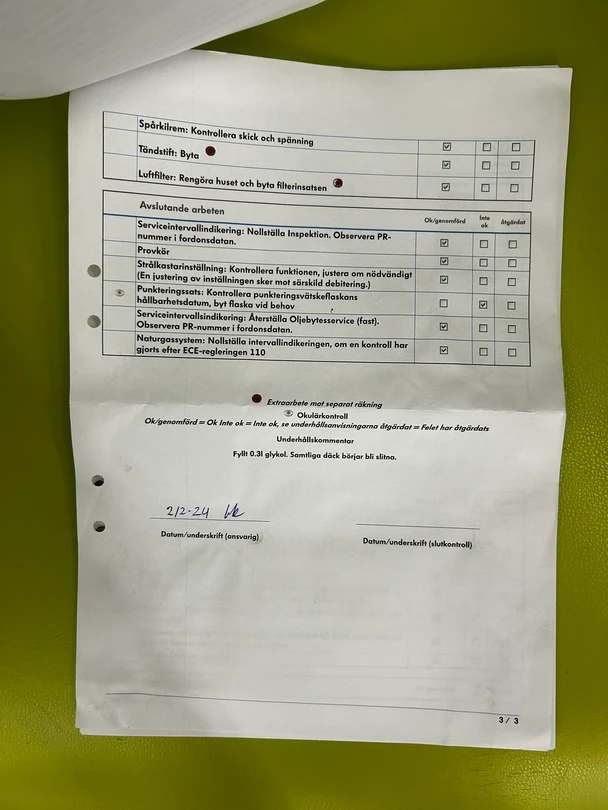 Spårkilrem: Kontrollera skick och spänning
Tändstift: Byta
Luftfilter: Rengöra huset och byta filterinsatsen
Avslutande arbeten
Ok/genomförd
Inte
ok
åtgärdat
Serviceintervallindikering: Nollställa Inspektion. Observera PR-
nummer i fordonsdatan.
Provkör
Strålkastarinställning: Kontrollera funktionen, justera om nödvändigt
(En justering av inställningen sker mot särskild debitering.)
Punkteringssats: Kontrollera punkteringsvätskeflaskans
hållbarhetsdatum, byt flaska vid behov
Serviceintervallsindikering: Återställa Oljebytesservice (fast).
Observera PR-nummer i fordonsdatan.
Naturgassystem: Nollställa intervallindikeringen, om en kontroll har
gjorts efter ECE-regleringen 110
Extraarbete mot separat räkning
Okulärkontroll
Ok/genomförd = Ok Inte ok = Inte ok, se underhållsanvisningarna åtgärdat = Felet har åtgärdats
Underhållskommentar
Fyllt 0.3l glykol. Samtliga däck börjar bli slitna.
2/2-24
Datum/underskrift (ansvarig)
Datum/underskrift (slutkontroll)
3 / 3